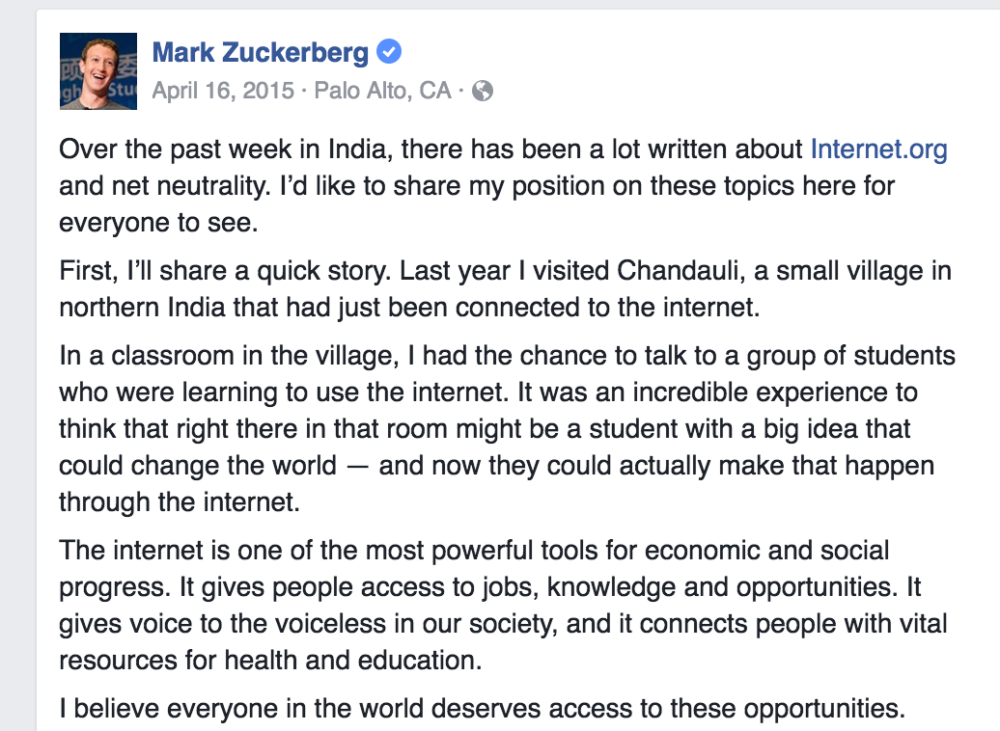 Mark Zuckerberg
April 16, 2015 · Palo Alto, CA ·
Over the past week in India, there has been a lot written about Internet.org
and net neutrality. I’d like to share my position on these topics here for
everyone to see.
First, I’ll share a quick story. Last year I visited Chandauli, a small village in
northern India that had just been connected to the internet.
In a classroom in the village, I had the chance to talk to a group of students
who were learning to use the internet. It was an incredible experience to
think that right there in that room might be a student with a big idea that
could change the world — and now they could actually make that happen
through the internet.
The internet is one of the most powerful tools for economic and social
progress. It gives people access to jobs, knowledge and opportunities. It
gives voice to the voiceless in our society, and it connects people with vital
resources for health and education.
I believe everyone in the world deserves access to these opportunities.